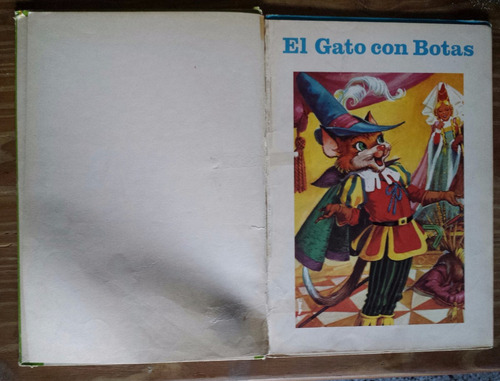 El Gato con Botas